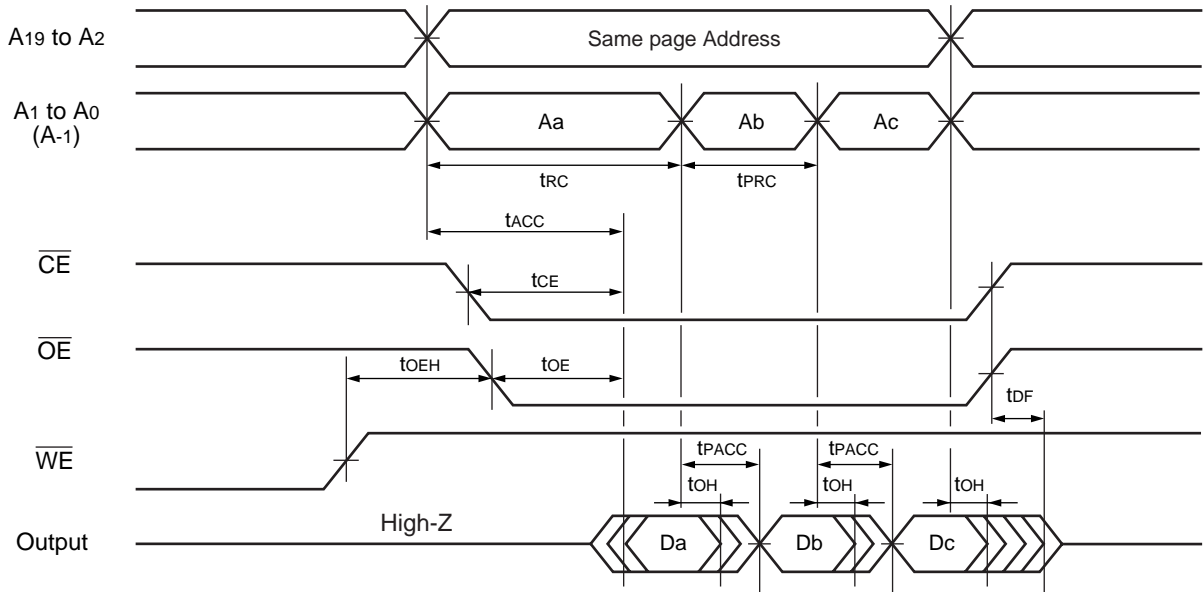 A19 to A2
Same page Address
A1 to A0
(A-1)
Aa
Ab
Ac
tRC
tPRC
tACC
CE
tCE
OE
tOEH
tOE
tDF
WE
tPACC
tPACC
tOH
tOH
tOH
High-Z
Output
Da
Db
Dc